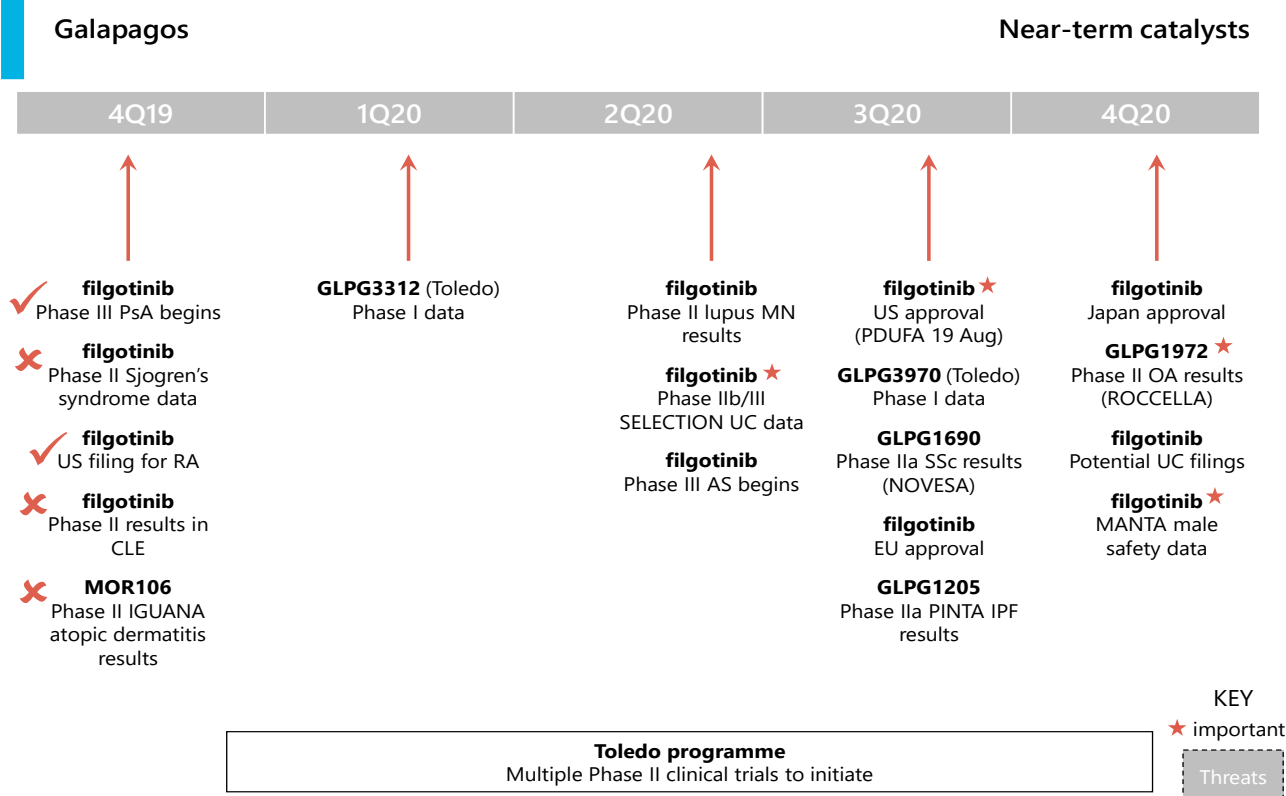 Galapagos
Near-term catalysts
4Q19
1Q20
2Q20
3Q20
4Q20
filgotinib
Phase III PsA begins
filgotinib
Phase II Sjogren's
syndrome data
filgotinib
US filing for RA
filgotinib
Phase II results in
CLE
MOR106
Phase II IGUANA
atopic dermatitis
results
GLPG3312 (Toledo)
Phase I data
filgotinib
Phase II lupus MN
results
filgotinib
Phase IIb/III
SELECTION UC data
filgotinib
Phase III AS begins
filgotinib
US approval
(PDUFA 19 Aug)
GLPG3970 (Toledo)
Phase I data
GLPG1690
Phase IIa SSc results
(NOVESA)
filgotinib
EU approval
GLPG1205
Phase IIa PINTA IPF
results
filgotinib
Japan approval
GLPG1972
Phase II OA results
(ROCCELLA)
filgotinib
Potential UC filings
filgotinib
MANTA male
safety data
Toledo programme
Multiple Phase II clinical trials to initiate
KEY
important
Threats